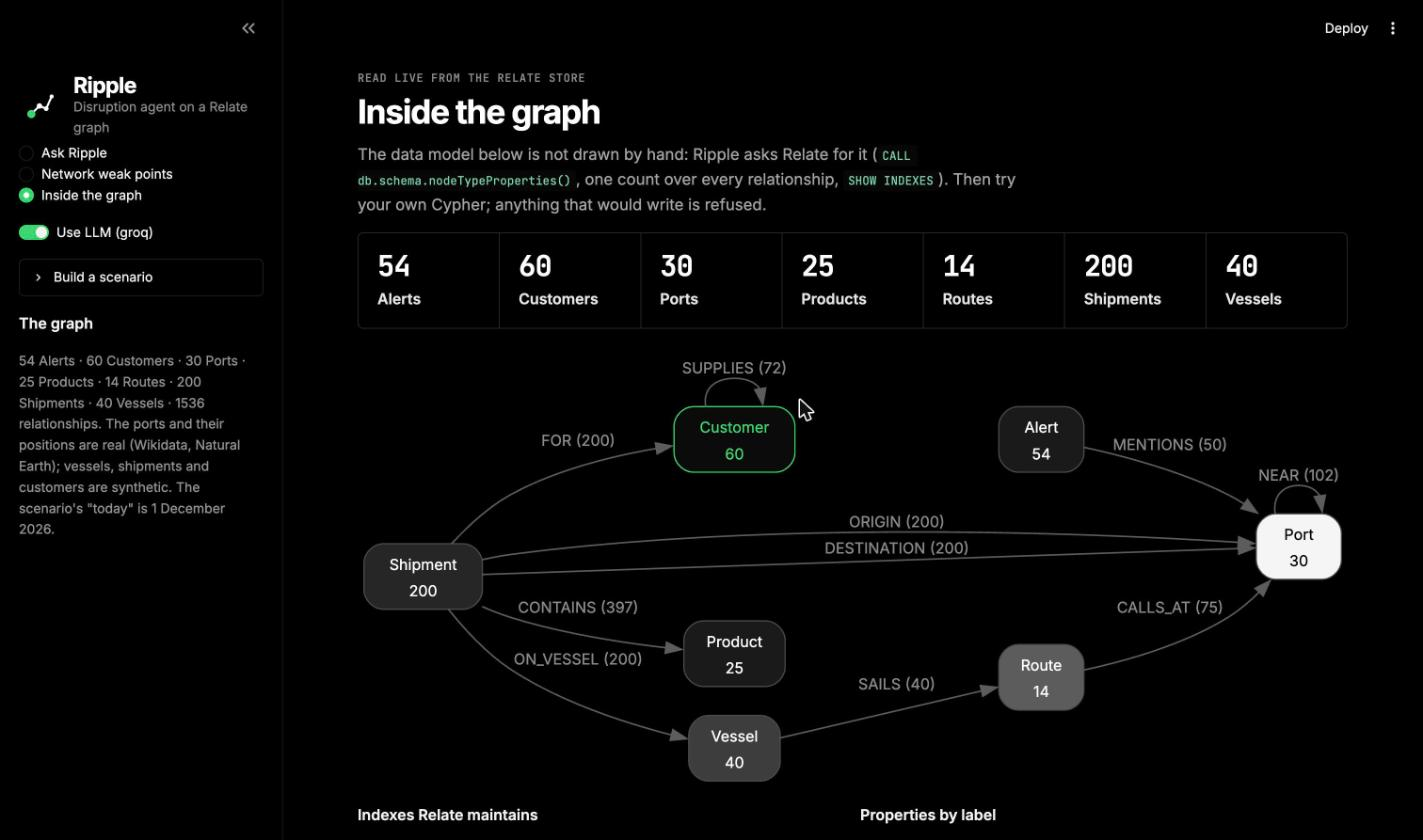 Deploy
Ripple
Disruption agent on a Relate
graph
Ask Ripple
Network weak points
Inside the graph
Use LLM (groq)
Build a scenario
The graph
54 Alerts · 60 Customers · 30 Ports ·
25 Products · 14 Routes · 200
Shipments · 40 Vessels · 1536
relationships. The ports and their
positions are real (Wikidata, Natural
Earth); vessels, shipments and
customers are synthetic. The
scenario's "today" is 1 December
2026.
READ LIVE FROM THE RELATE STORE
Inside the graph
The data model below is not drawn by hand: Ripple asks Relate for it ( CALL
db.schema.nodeTypeProperties() , one count over every relationship, SHOW INDEXES ). Then try
your own Cypher; anything that would write is refused.
54
Alerts
60
Customers
30
Ports
25
Products
14
Routes
200
Shipments
40
Vessels
SUPPLIES (72)
Customer
60
FOR (200)
Alert
54
MENTIONS (50)
NEAR (102)
ORIGIN (200)
Port
30
DESTINATION (200)
Shipment
200
CONTAINS (397)
CALLS_AT (75)
Product
25
ON_VESSEL (200)
Route
14
SAILS (40)
Vessel
40
Indexes Relate maintains
Properties by label